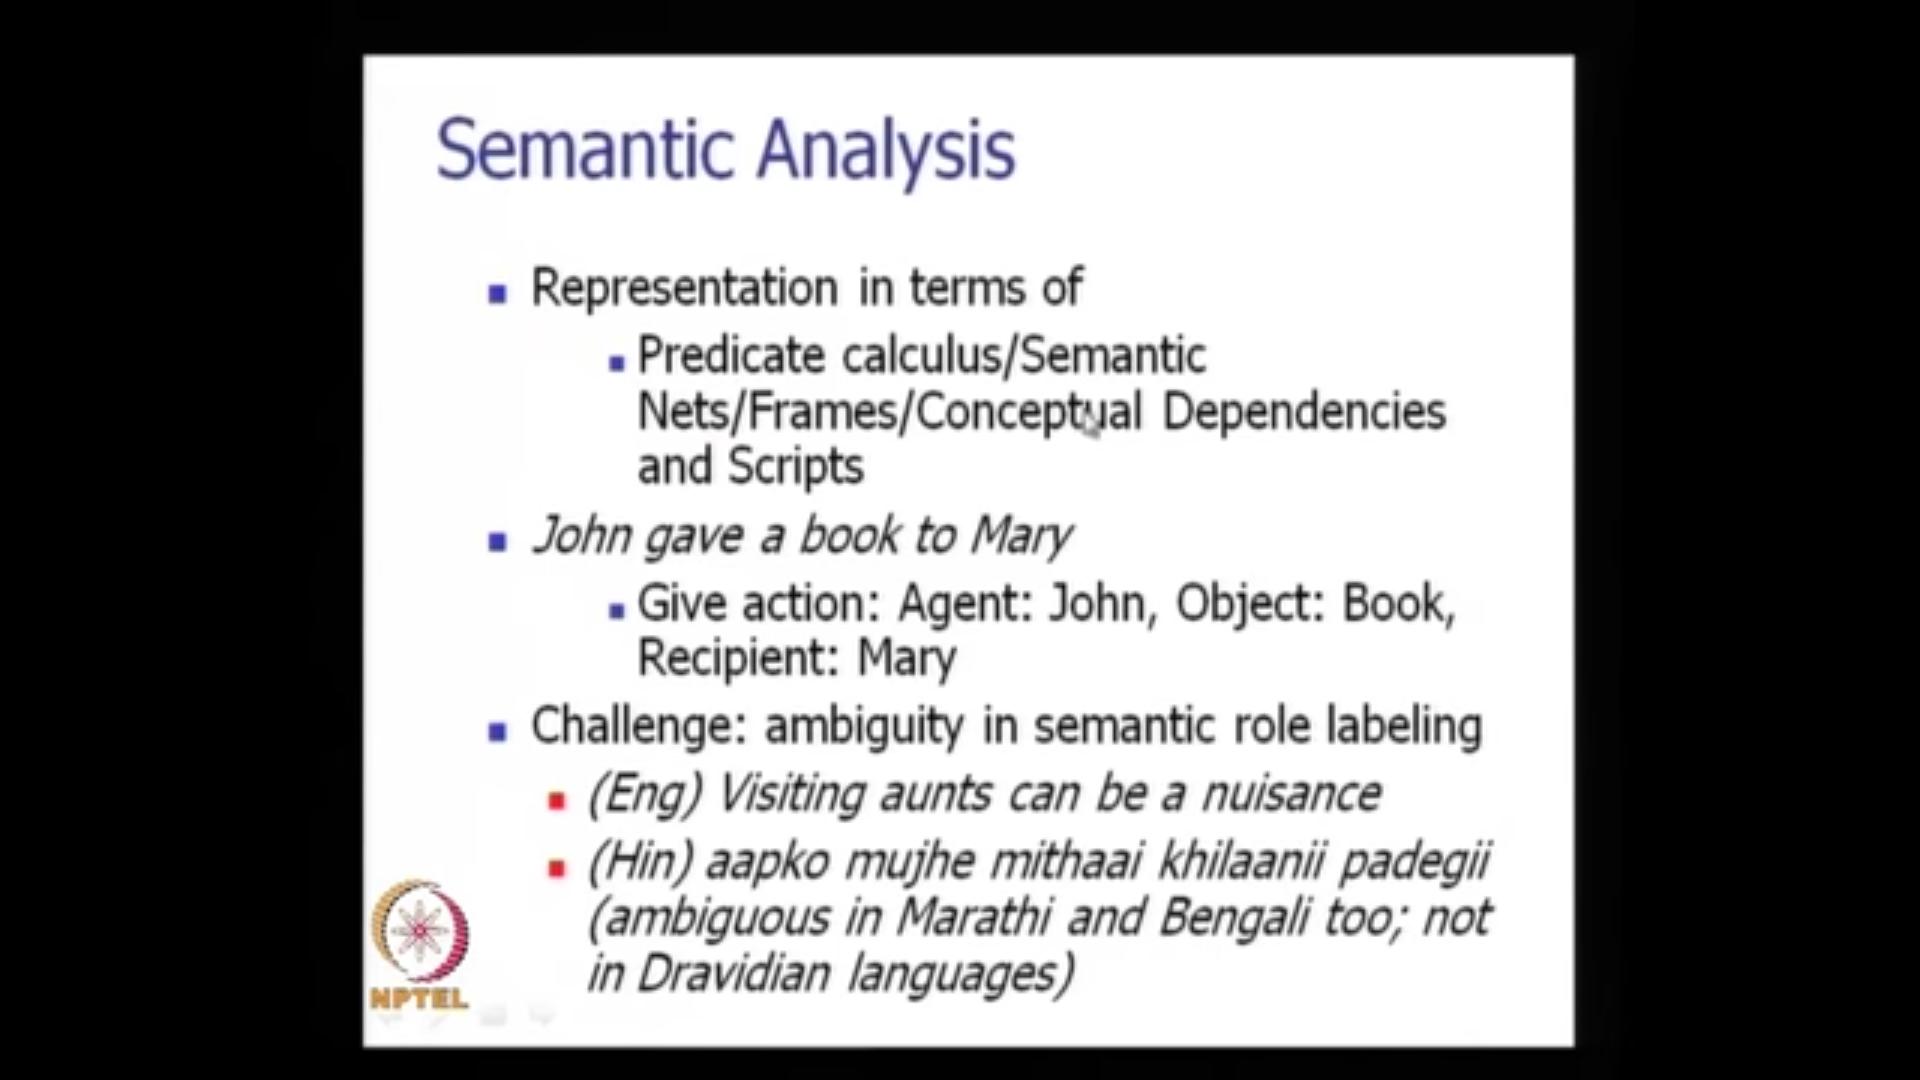 Semantic Analysis
Representation in terms of
Predicate calculus/Semantic
Nets/Frames/Conceptual Dependencies
and Scripts
John gave a book to Mary
Give action: Agent: John, Object: Book,
Recipient: Mary
Challenge: ambiguity in semantic role labeling
(Eng) Visiting aunts can be a nuisance
(Hin) aapko mujhe mithaai khilaanii padegii
(ambiguous in Marathi and Bengali too; not
in Dravidian languages)
NPTEL